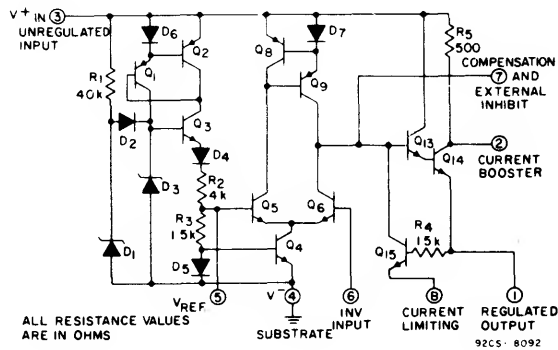 V+ IN ③
UNREGULATED
INPUT
D6
Q2
Q1
R1
40k
D2
Q3
D4
D3
R2
4k
R3
1.5k
D5
D1
Q8
D7
Q9
Q5
Q6
Q4
R5
500
COMPENSATION
⑦ AND
EXTERNAL
INHIBIT
Q13
Q14
②
CURRENT
BOOSTER
R4
15k
Q15
VREF. ⑤
V- ④
SUBSTRATE
⑥
INV
INPUT
⑧
CURRENT
LIMITING
①
REGULATED
OUTPUT
ALL RESISTANCE VALUES
ARE IN OHMS
92CS- 8092